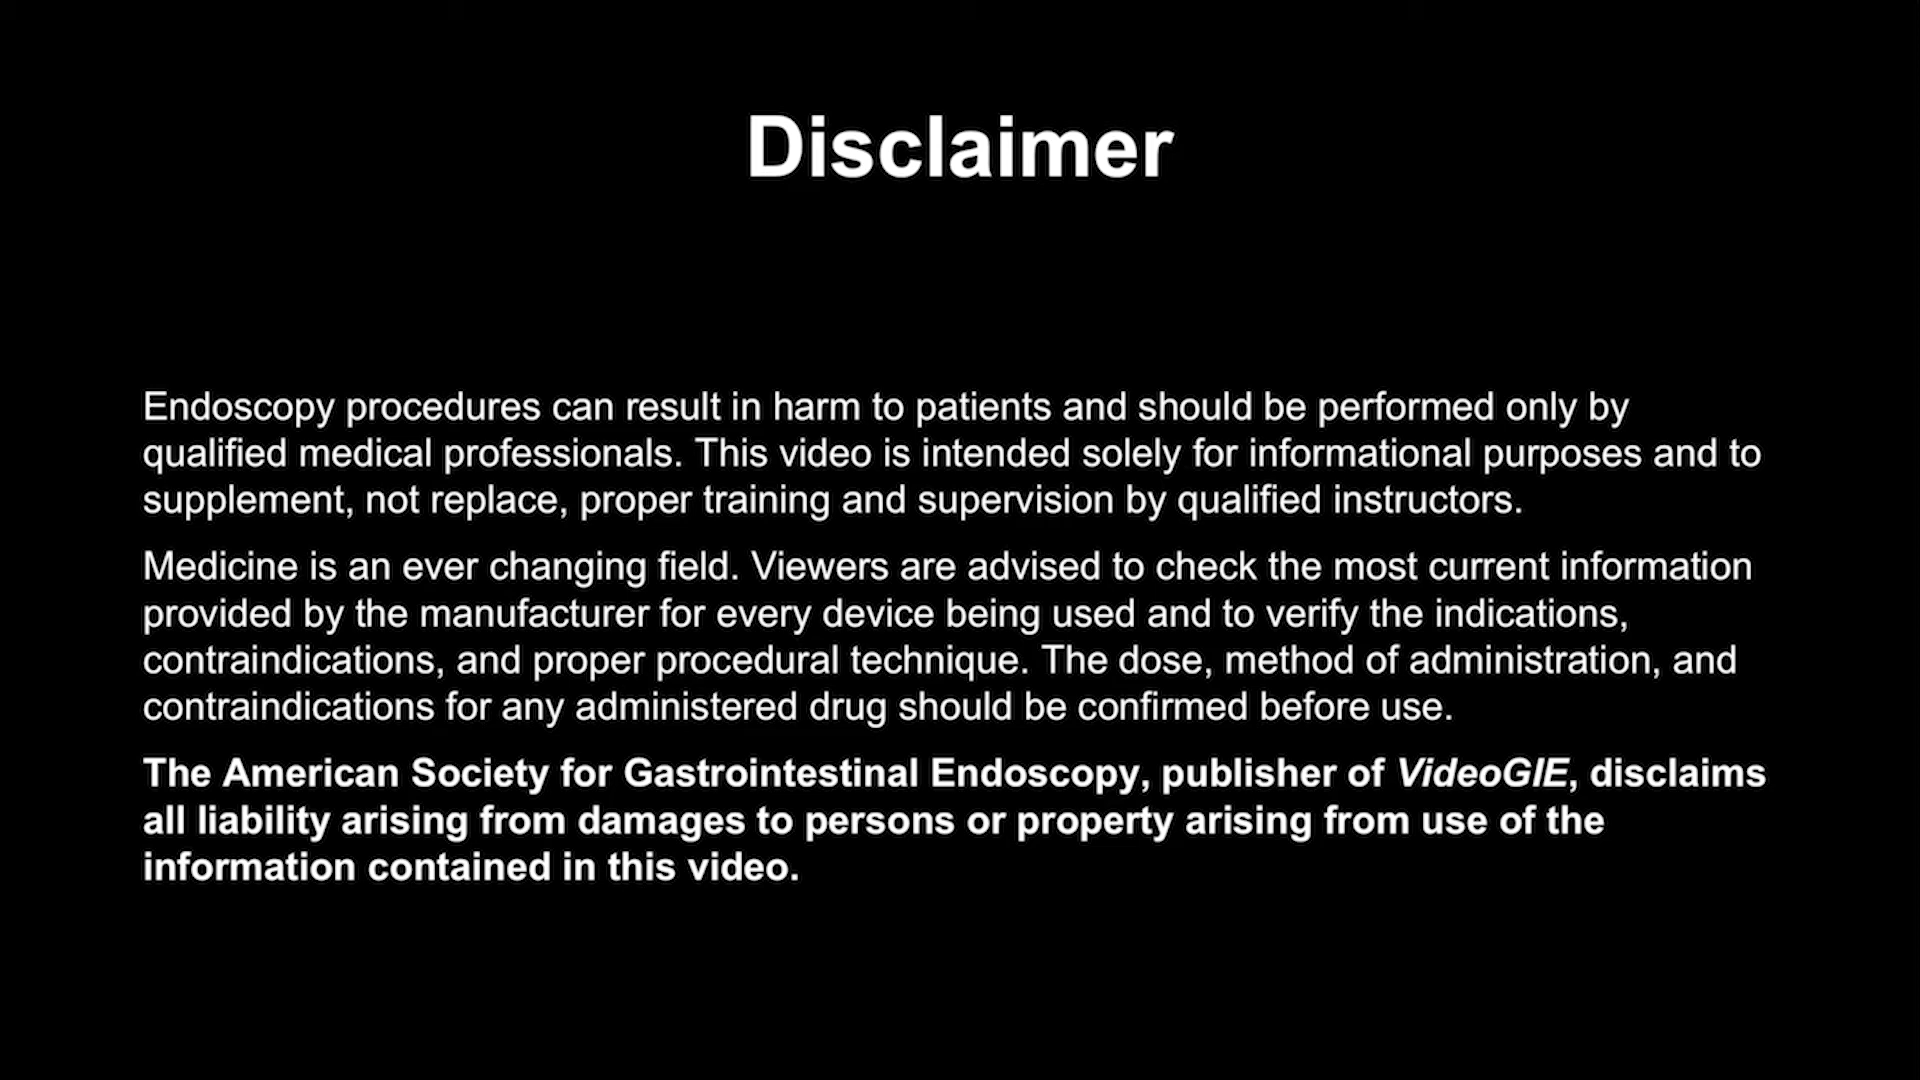 Disclaimer
Endoscopy procedures can result in harm to patients and should be performed only by
qualified medical professionals. This video is intended solely for informational purposes and to
supplement, not replace, proper training and supervision by qualified instructors.
Medicine is an ever changing field. Viewers are advised to check the most current information
provided by the manufacturer for every device being used and to verify the indications,
contraindications, and proper procedural technique. The dose, method of administration, and
contraindications for any administered drug should be confirmed before use.
The American Society for Gastrointestinal Endoscopy, publisher of VideoGIE, disclaims
all liability arising from damages to persons or property arising from use of the
information contained in this video.